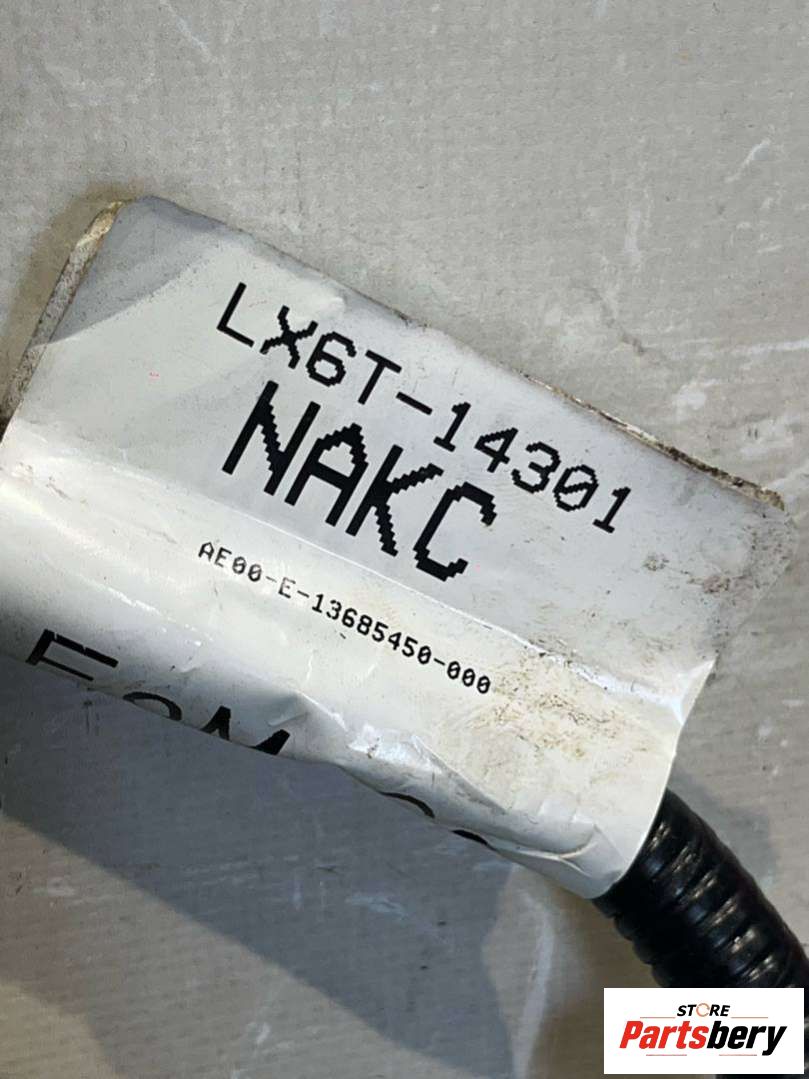 LX6T-14301
NAKC
AE00-E-13685450-000
STORE
Partsbery